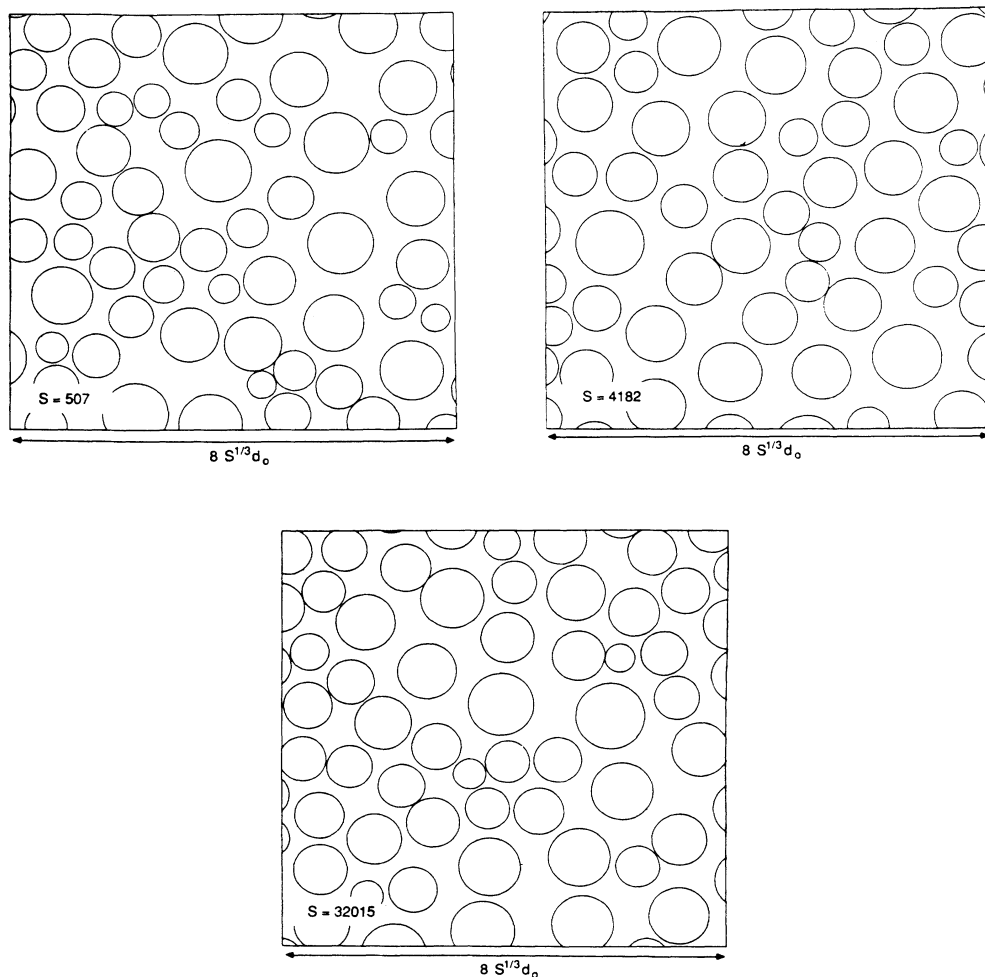 S = 507
8 S^{1/3}d_o
S = 4182
8 S^{1/3}d_o
S = 32015
8 S^{1/3}d_o